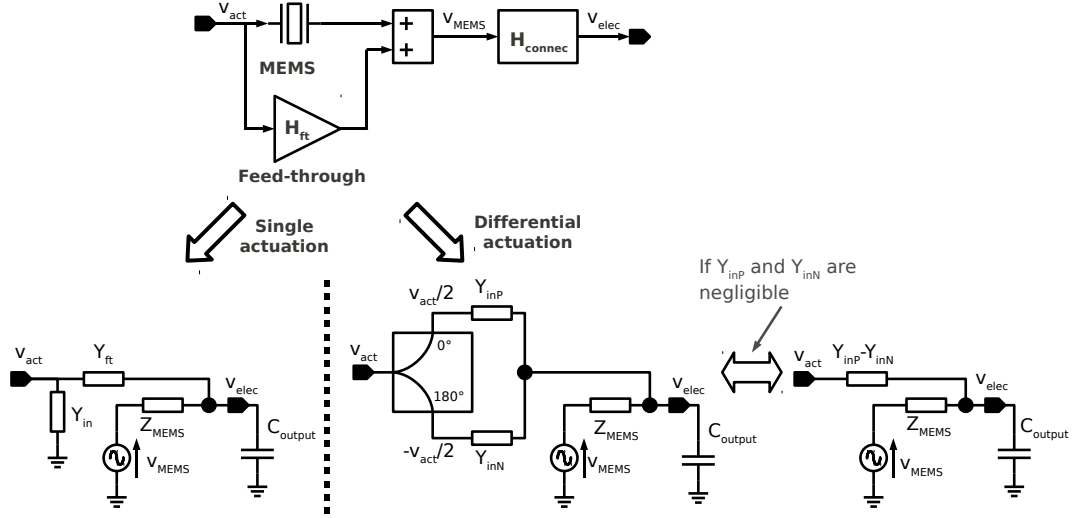 v_act
v_MEMS
v_elec
+
+
H_connec
MEMS
H_ft
Feed-through
Single
actuation
Differential
actuation
If Y_inP and Y_inN are
negligible
v_act
Y_ft
v_elec
Y_in
Z_MEMS
C_output
v_MEMS
v_act/2
Y_inP
v_act
0°
180°
-v_act/2
Y_inN
v_elec
Z_MEMS
C_output
v_MEMS
v_act
Y_inP-Y_inN
v_elec
Z_MEMS
C_output
v_MEMS